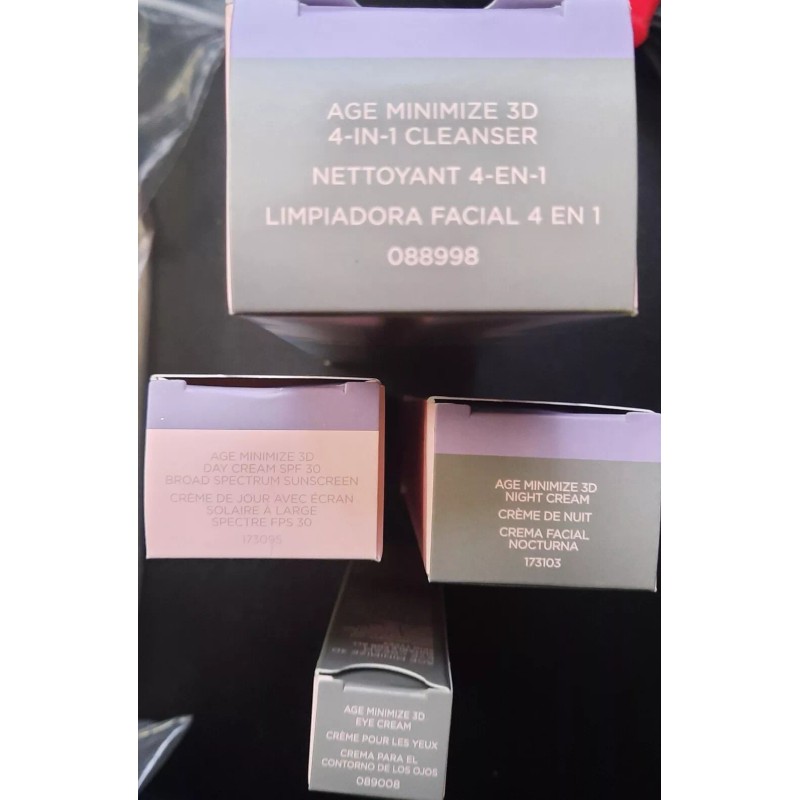 AGE MINIMIZE 3D
4-IN-1 CLEANSER
NETTOYANT 4-EN-1
LIMPIADORA FACIAL 4 EN 1
088998
AGE MINIMIZE 3D
DAY CREAM SPF 30
BROAD SPECTRUM SUNSCREEN
CRÈME DE JOUR AVEC ÉCRAN
SOLAIRE À LARGE
SPECTRE FPS 30
173095
AGE MINIMIZE 3D
NIGHT CREAM
CRÈME DE NUIT
CREMA FACIAL
NOCTURNA
173103
AGE MINIMIZE 3D
AGE MINIMIZE 3D
EYE CREAM
CRÈME POUR LES YEUX
CREMA PARA EL
CONTORNO DE LOS OJOS
089008